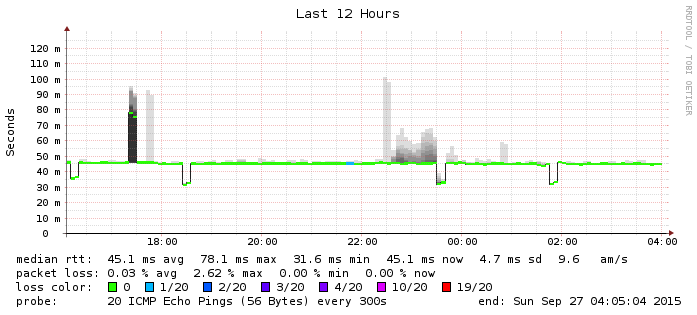 Last 12 Hours
RRDTOOL / TOBI OETIKER
Seconds
120 m
110 m
100 m
90 m
80 m
70 m
60 m
50 m
40 m
30 m
20 m
10 m
0
18:00 20:00 22:00 00:00 02:00 04:00
median rtt: 45.1 ms avg 78.1 ms max 31.6 ms min 45.1 ms now 4.7 ms sd 9.6 am/s
packet loss: 0.03 % avg 2.62 % max 0.00 % min 0.00 % now
loss color: 0 1/20 2/20 3/20 4/20 10/20 19/20
probe: 20 ICMP Echo Pings (56 Bytes) every 300s end: Sun Sep 27 04:05:04 2015